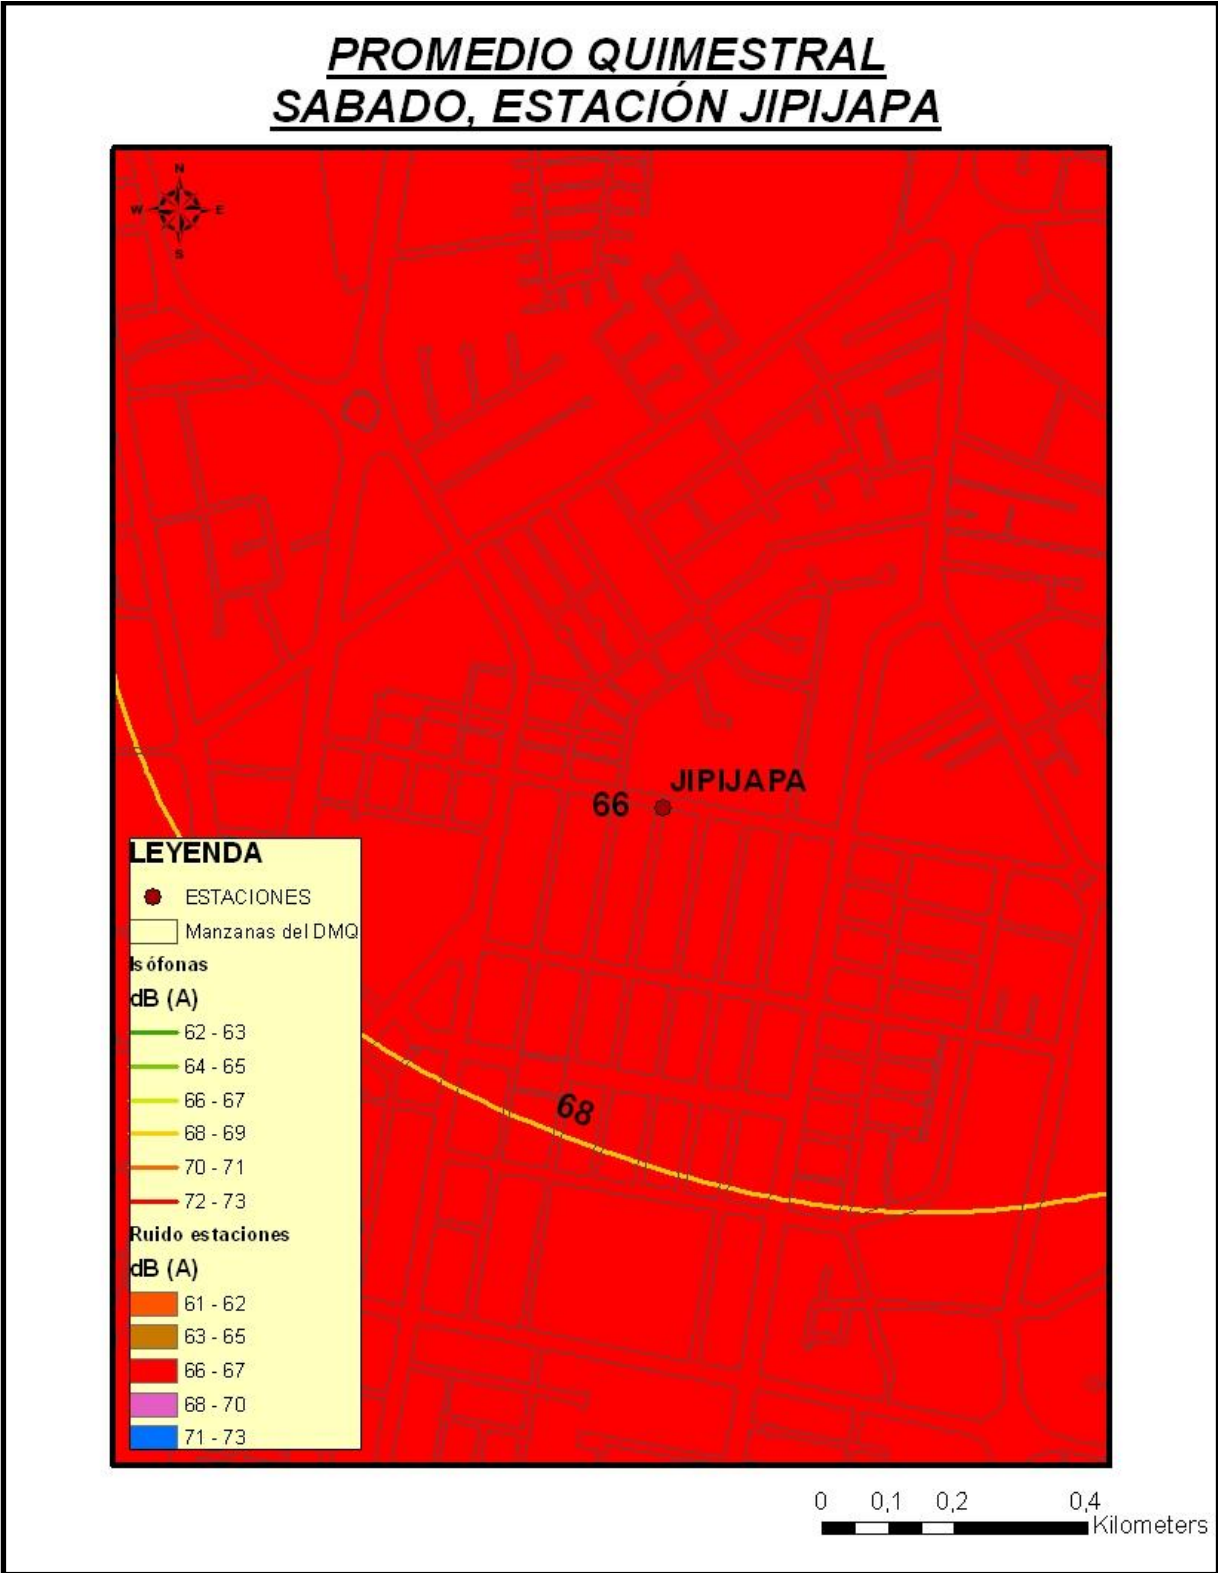 PROMEDIO QUIMESTRAL
SABADO, ESTACIÓN JIPIJAPA
N
W E
S
JIPIJAPA
66
68
LEYENDA
ESTACIONES
Manzanas del DMQ
Isófonas
dB (A)
62 - 63
64 - 65
66 - 67
68 - 69
70 - 71
72 - 73
Ruido estaciones
dB (A)
61 - 62
63 - 65
66 - 67
68 - 70
71 - 73
0 0,1 0,2 0,4
Kilometers